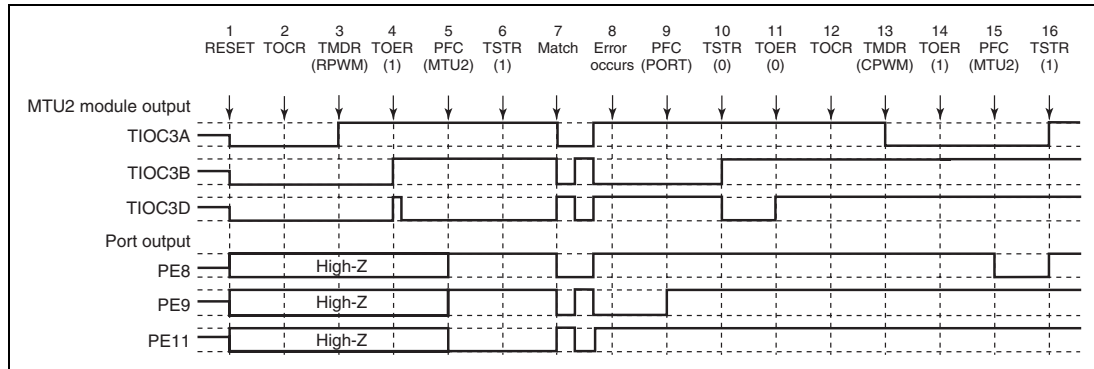 1 2 3 4 5 6 7 8 9 10 11 12 13 14 15 16
RESET TOCR TMDR TOER PFC TSTR Match Error PFC TSTR TOER TOCR TMDR TOER PFC TSTR
(RPWM) (1) (MTU2) (1) occurs (PORT) (0) (0) (CPWM) (1) (MTU2) (1)
MTU2 module output
TIOC3A
TIOC3B
TIOC3D
Port output
PE8 High-Z
PE9 High-Z
PE11 High-Z